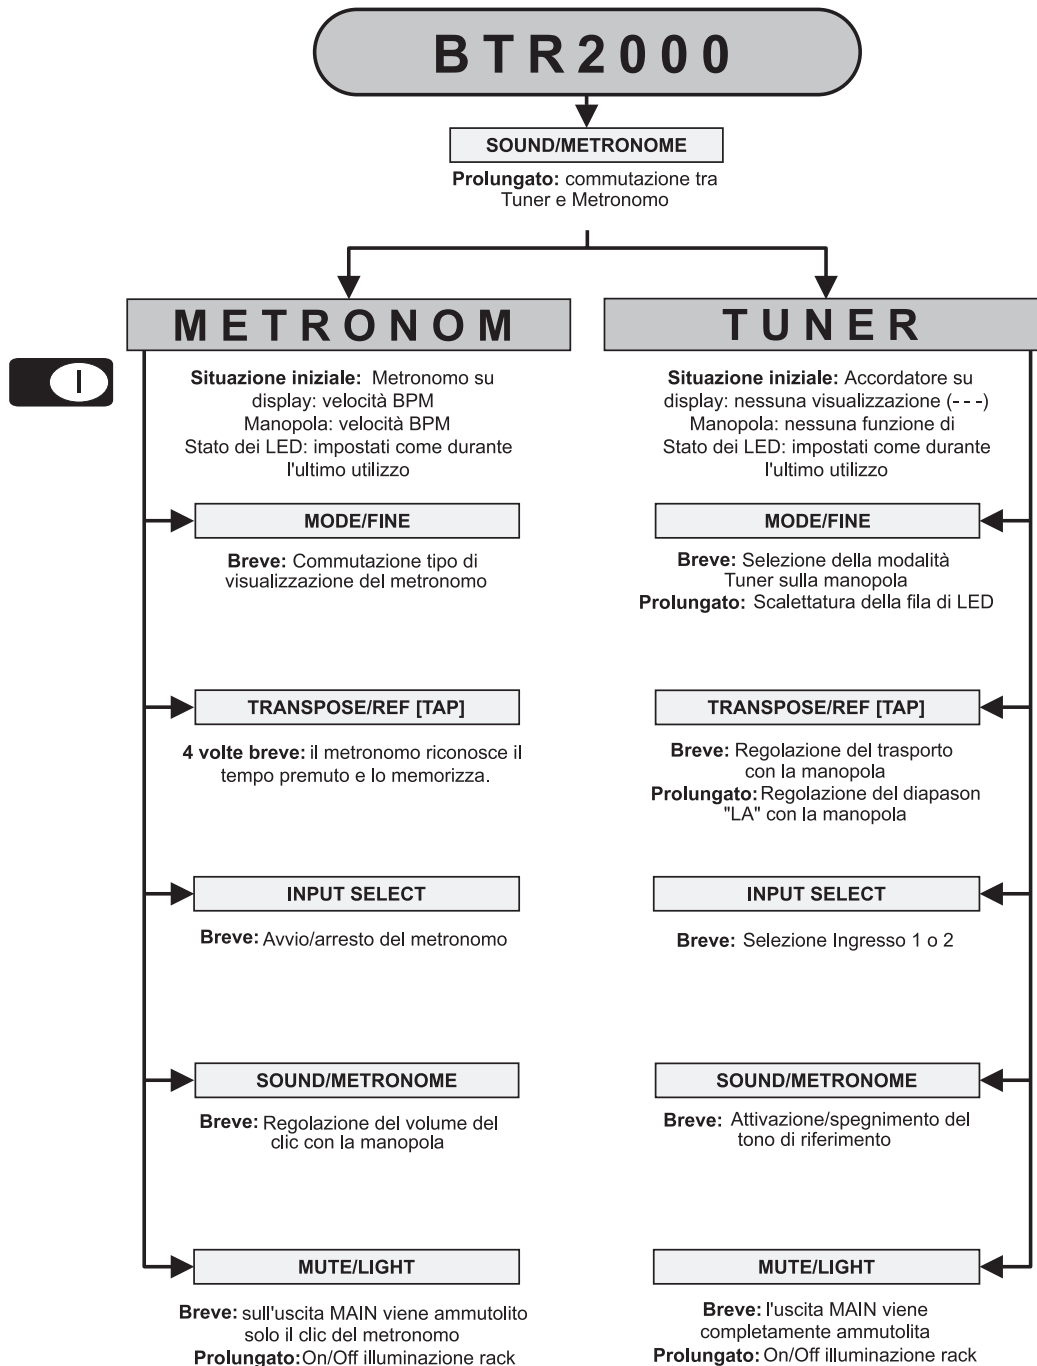 BTR2000
SOUND/METRONOME
Prolungato: commutazione tra
Tuner e Metronomo
METRONOM
I
Situazione iniziale: Metronomo su
display: velocità BPM
Manopola: velocità BPM
Stato dei LED: impostati come durante
l'ultimo utilizzo
MODE/FINE
Breve: Commutazione tipo di
visualizzazione del metronomo
TRANSPOSE/REF [TAP]
4 volte breve: il metronomo riconosce il
tempo premuto e lo memorizza.
INPUT SELECT
Breve: Avvio/arresto del metronomo
SOUND/METRONOME
Breve: Regolazione del volume del
clic con la manopola
MUTE/LIGHT
Breve: sull'uscita MAIN viene ammutolito
solo il clic del metronomo
Prolungato: On/Off illuminazione rack
TUNER
Situazione iniziale: Accordatore su
display: nessuna visualizzazione (- - -)
Manopola: nessuna funzione di
Stato dei LED: impostati come durante
l'ultimo utilizzo
MODE/FINE
Breve: Selezione della modalità
Tuner sulla manopola
Prolungato: Scalettatura della fila di LED
TRANSPOSE/REF [TAP]
Breve: Regolazione del trasporto
con la manopola
Prolungato: Regolazione del diapason
"LA" con la manopola
INPUT SELECT
Breve: Selezione Ingresso 1 o 2
SOUND/METRONOME
Breve: Attivazione/spegnimento del
tono di riferimento
MUTE/LIGHT
Breve: l'uscita MAIN viene
completamente ammutolita
Prolungato: On/Off illuminazione rack